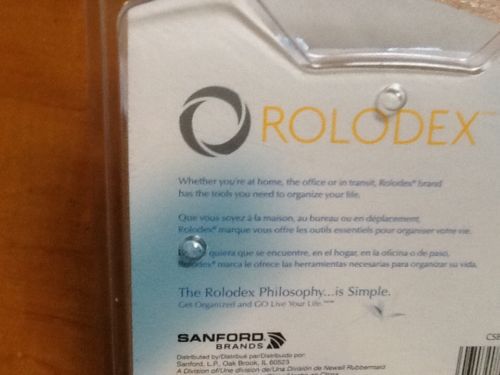 ROLODEX
Whether you're at home, the office or in transit, Rolodex® brand
has the tools you need to organize your life.
Que vous soyez à la maison, au bureau ou en déplacement,
Rolodex® marque vous offre les outils essentiels pour organiser votre vie.
quiera que se encuentre, en el hogar, en la oficina o de paso,
Rolodex® marca le ofrece las herramientas necesarias para organizar su vida.
The Rolodex Philosophy...is Simple.
Get Organized and GO Live Your Life.
SANFORD
BRANDS
Distributed by/Distribué par/Distribuido por:
Sanford, L.P., Oak Brook, IL 60523
A Division of/Une division de/Una División de Newell Rubbermaid